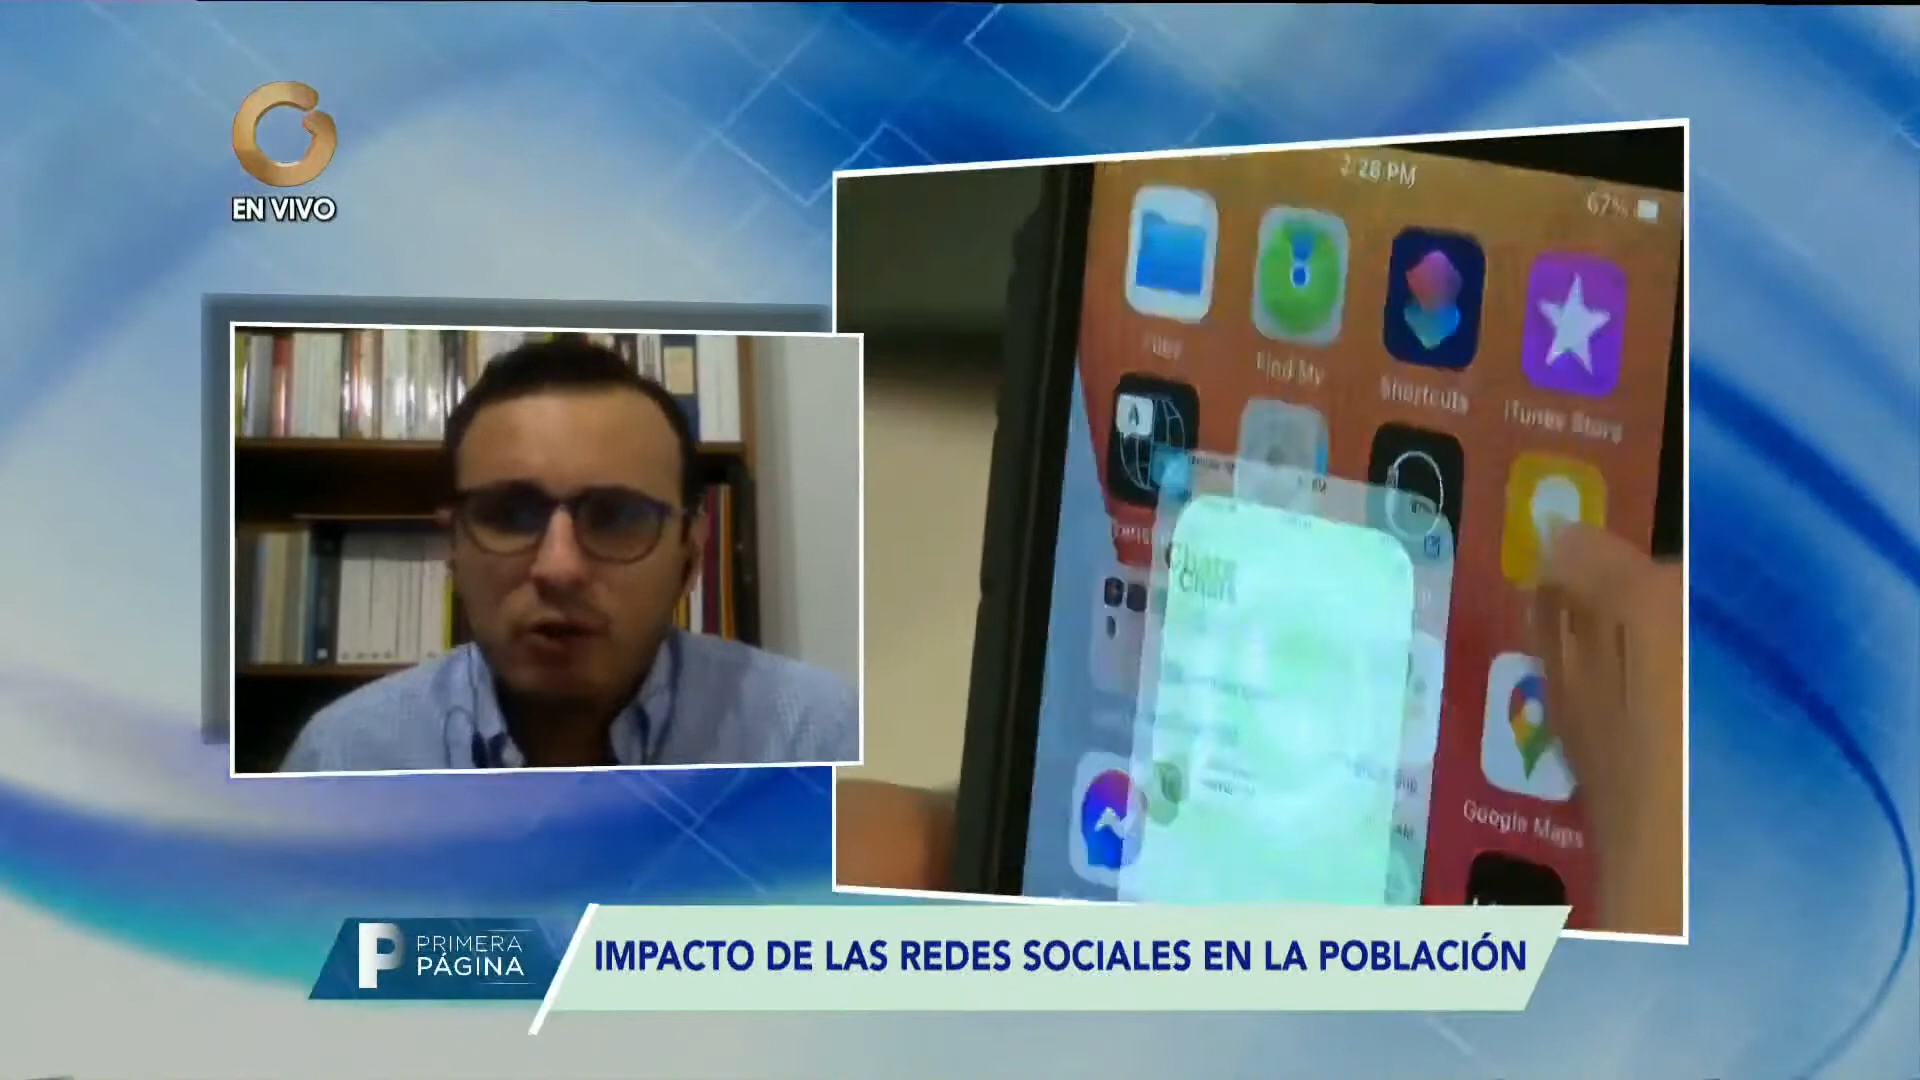 EN VIVO
2:28 PM
67%
Find My
Shortcuts
iTunes Store
A
Chats
Google Maps
P PRIMERA
PÁGINA
IMPACTO DE LAS REDES SOCIALES EN LA POBLACIÓN